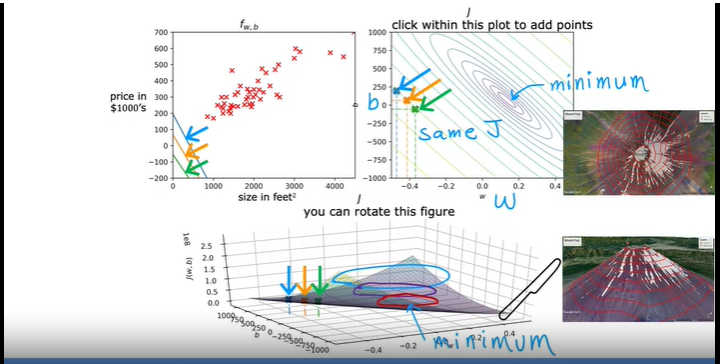 f_w,b
700
600
500
400
300
200
100
0
−100
−200
price in
$1000's
0 1000 2000 3000 4000
size in feet²
J
click within this plot to add points
1000
750
500
250
0
−250
−500
−750
−1000
b
b
−0.4 −0.2 0.0 0.2 0.4
w
w
minimum
same J
J
you can rotate this figure
1e8
J(w, b)
2.5
2.0
1.5
1.0
0.5
0.0
1000 750 500 250 0 −250 −500 −750 −1000
b
−0.4 −0.2 0.4
w
minimum